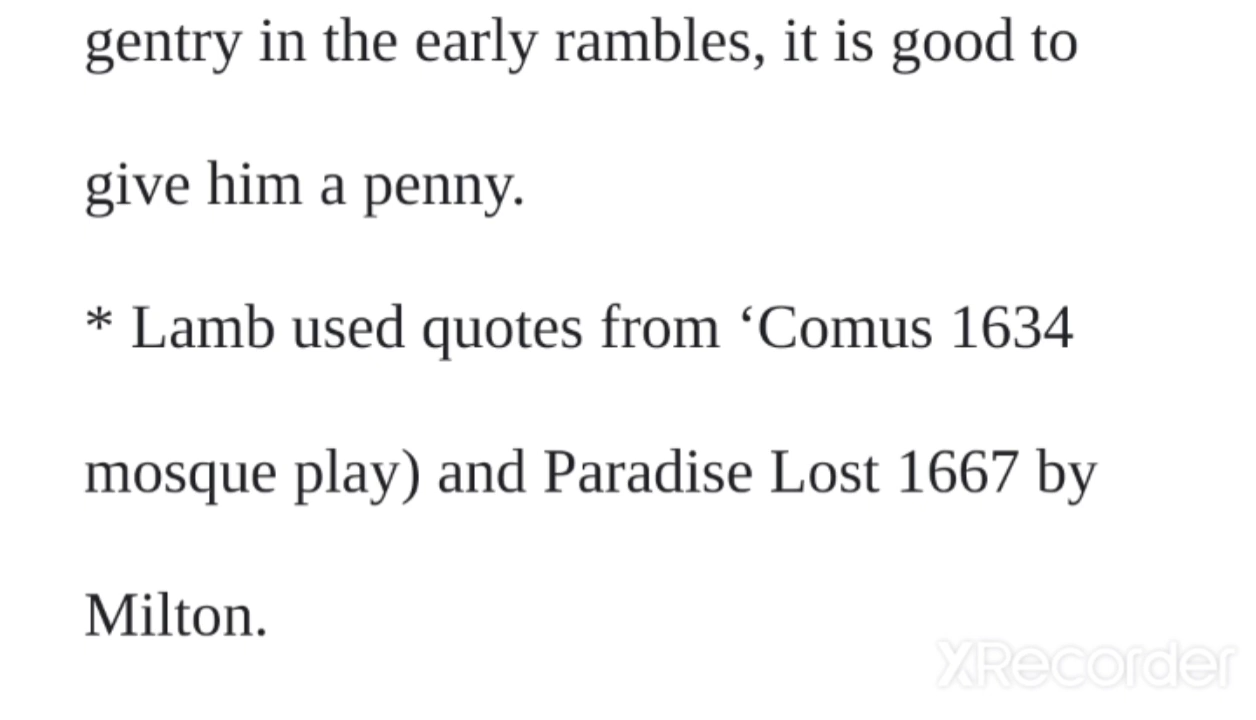 gentry in the early rambles, it is good to
give him a penny.
* Lamb used quotes from ‘Comus 1634
mosque play) and Paradise Lost 1667 by
Milton.
XRecorder